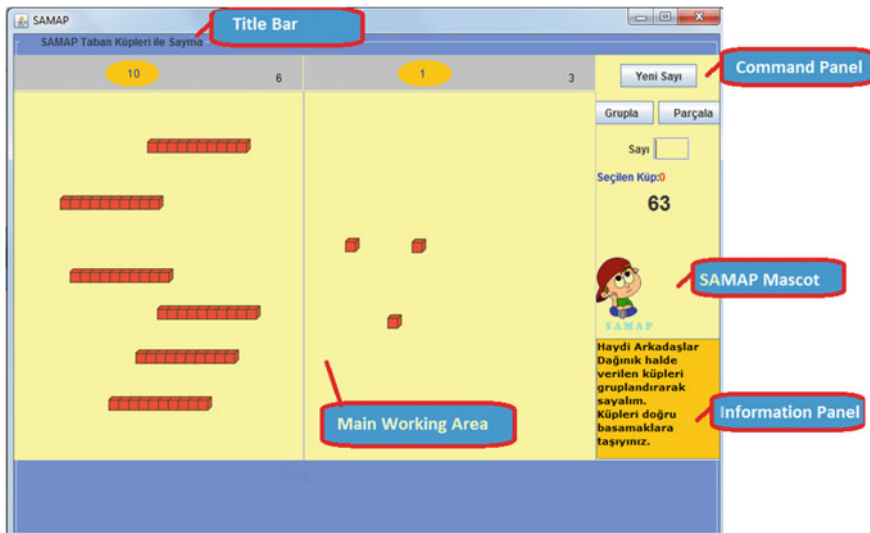 SAMAP
Title Bar
SAMAP Taban Küpleri ile Sayma
10
6
1
3
Yeni Sayı
Command Panel
Grupla
Parçala
Sayı
Seçilen Küp:0
63
SAMAP Mascot
SAMAP
Haydi Arkadaşlar
Dağınık halde
verilen küpleri
gruplandırarak
sayalım.
Küpleri doğru
basamaklara
taşıyınız.
Information Panel
Main Working Area